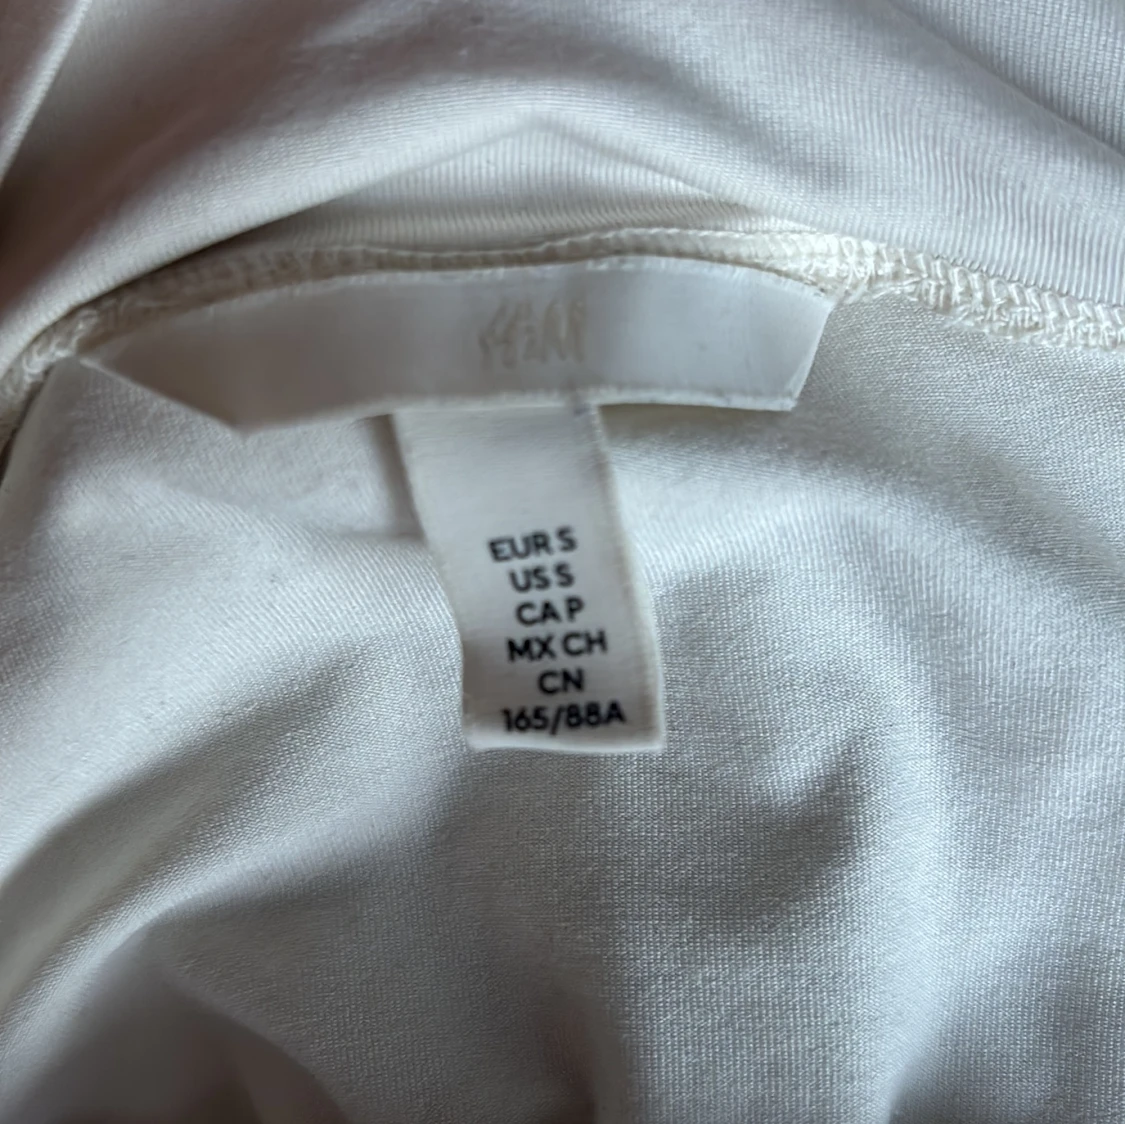 H&M
EUR S
US S
CA P
MX CH
CN
165/88A